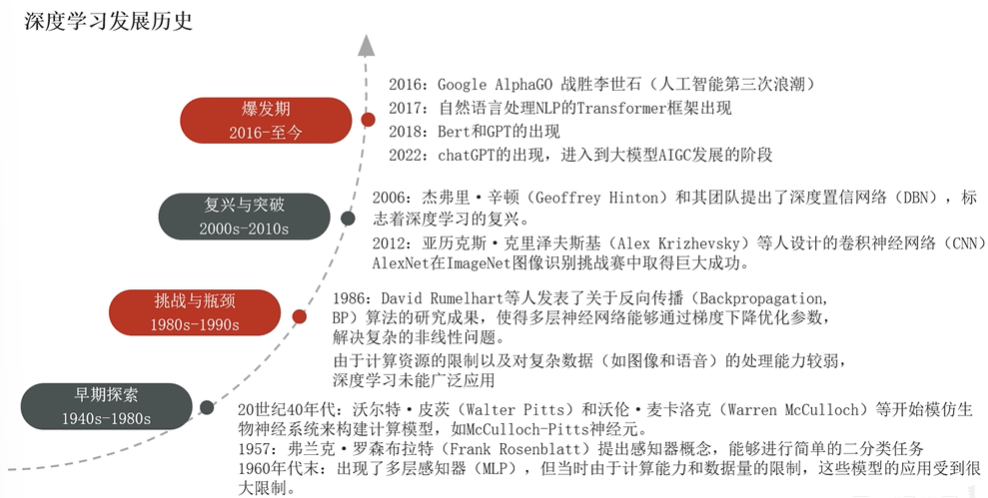 深度学习发展历史
爆发期
2016-至今
2016：Google AlphaGO 战胜李世石（人工智能第三次浪潮）
2017：自然语言处理NLP的Transformer框架出现
2018：Bert和GPT的出现
2022：chatGPT的出现，进入到大模型AIGC发展的阶段
复兴与突破
2000s-2010s
2006：杰弗里·辛顿（Geoffrey Hinton）和其团队提出了深度置信网络（DBN），标
志着深度学习的复兴。
2012：亚历克斯·克里泽夫斯基（Alex Krizhevsky）等人设计的卷积神经网络（CNN）
AlexNet在ImageNet图像识别挑战赛中取得巨大成功。
挑战与瓶颈
1980s-1990s
1986：David Rumelhart等人发表了关于反向传播（Backpropagation,
BP）算法的研究成果，使得多层神经网络能够通过梯度下降优化参数，
解决复杂的非线性问题。
由于计算资源的限制以及对复杂数据（如图像和语音）的处理能力较弱，
深度学习未能广泛应用
早期探索
1940s-1980s
20世纪40年代：沃尔特·皮茨（Walter Pitts）和沃伦·麦卡洛克（Warren McCulloch）等开始模仿生
物神经系统来构建计算模型，如McCulloch-Pitts神经元。
1957：弗兰克·罗森布拉特（Frank Rosenblatt）提出感知器概念，能够进行简单的二分类任务
1960年代末：出现了多层感知器（MLP），但当时由于计算能力和数据量的限制，这些模型的应用受到很
大限制。